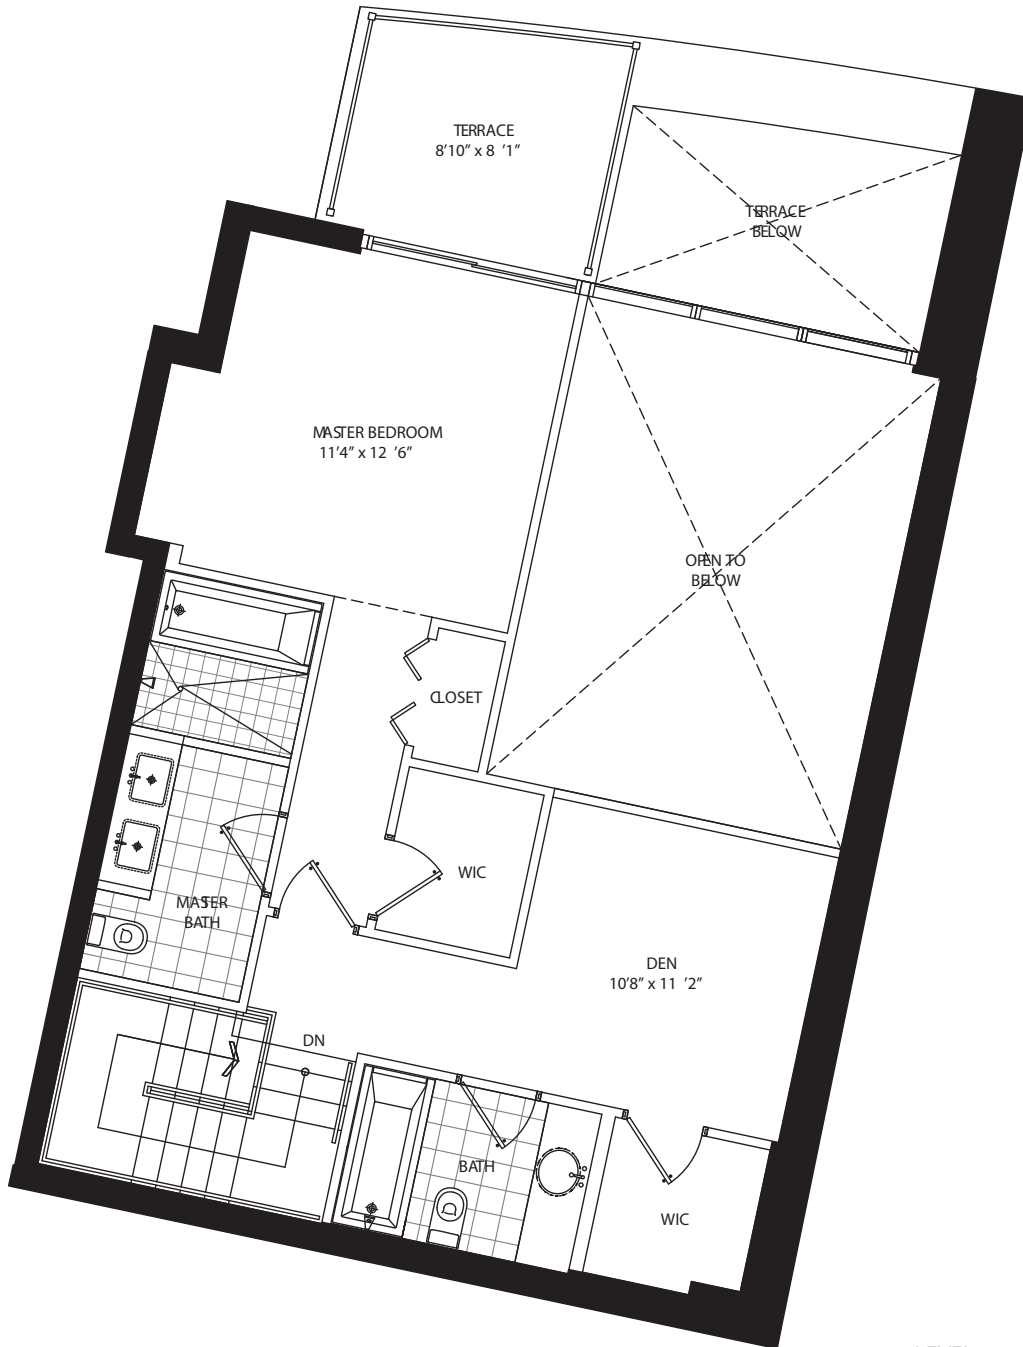 TERRACE
8'10" x 8 '1"
TERRACE
BELOW
MASTER BEDROOM
11'4" x 12 '6"
OPEN TO
BELOW
CLOSET
WIC
MASTER
BATH
DEN
10'8" x 11 '2"
DN
BATH
WIC